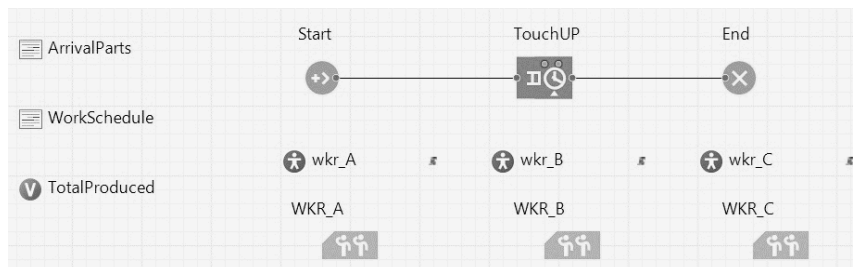 Start TouchUP End
ArrivalParts
WorkSchedule
wkr_A wkr_B wkr_C
V TotalProduced
WKR_A WKR_B WKR_C